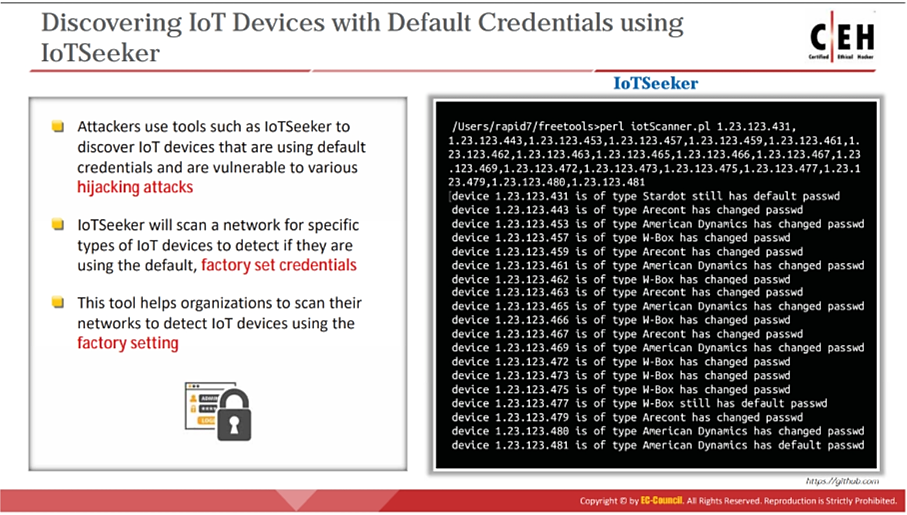 Discovering IoT Devices with Default Credentials using
IoTSeeker
CEH
Certified Ethical Hacker
IoTSeeker
Attackers use tools such as IoTSeeker to
discover IoT devices that are using default
credentials and are vulnerable to various
hijacking attacks
IoTSeeker will scan a network for specific
types of IoT devices to detect if they are
using the default, factory set credentials
This tool helps organizations to scan their
networks to detect IoT devices using the
factory setting
/Users/rapid7/freetools>perl iotScanner.pl 1.23.123.431,
1.23.123.443,1.23.123.453,1.23.123.457,1.23.123.459,1.23.123.461,1.
23.123.462,1.23.123.463,1.23.123.465,1.23.123.466,1.23.123.467,1.23
.123.469,1.23.123.472,1.23.123.473,1.23.123.475,1.23.123.477,1.23.1
23.479,1.23.123.480,1.23.123.481
device 1.23.123.431 is of type Stardot still has default passwd
device 1.23.123.443 is of type Arecont has changed passwd
device 1.23.123.453 is of type American Dynamics has changed passwd
device 1.23.123.457 is of type W-Box has changed passwd
device 1.23.123.459 is of type Arecont has changed passwd
device 1.23.123.461 is of type American Dynamics has changed passwd
device 1.23.123.462 is of type W-Box has changed passwd
device 1.23.123.463 is of type Arecont has changed passwd
device 1.23.123.465 is of type American Dynamics has changed passwd
device 1.23.123.466 is of type W-Box has changed passwd
device 1.23.123.467 is of type Arecont has changed passwd
device 1.23.123.469 is of type American Dynamics has changed passwd
device 1.23.123.472 is of type W-Box has changed passwd
device 1.23.123.473 is of type W-Box has changed passwd
device 1.23.123.475 is of type W-Box has changed passwd
device 1.23.123.477 is of type W-Box still has default passwd
device 1.23.123.479 is of type Arecont has changed passwd
device 1.23.123.480 is of type American Dynamics has changed passwd
device 1.23.123.481 is of type American Dynamics has default passwd
https://github.com
Copyright © by EC-Council. All Rights Reserved. Reproduction is Strictly Prohibited.